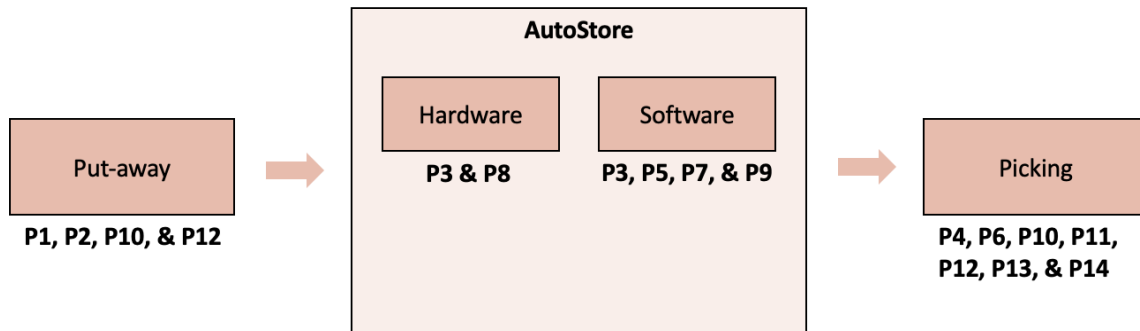 AutoStore
Hardware
Software
Put-away
Picking
P3 & P8
P3, P5, P7, & P9
P1, P2, P10, & P12
P4, P6, P10, P11,
P12, P13, & P14